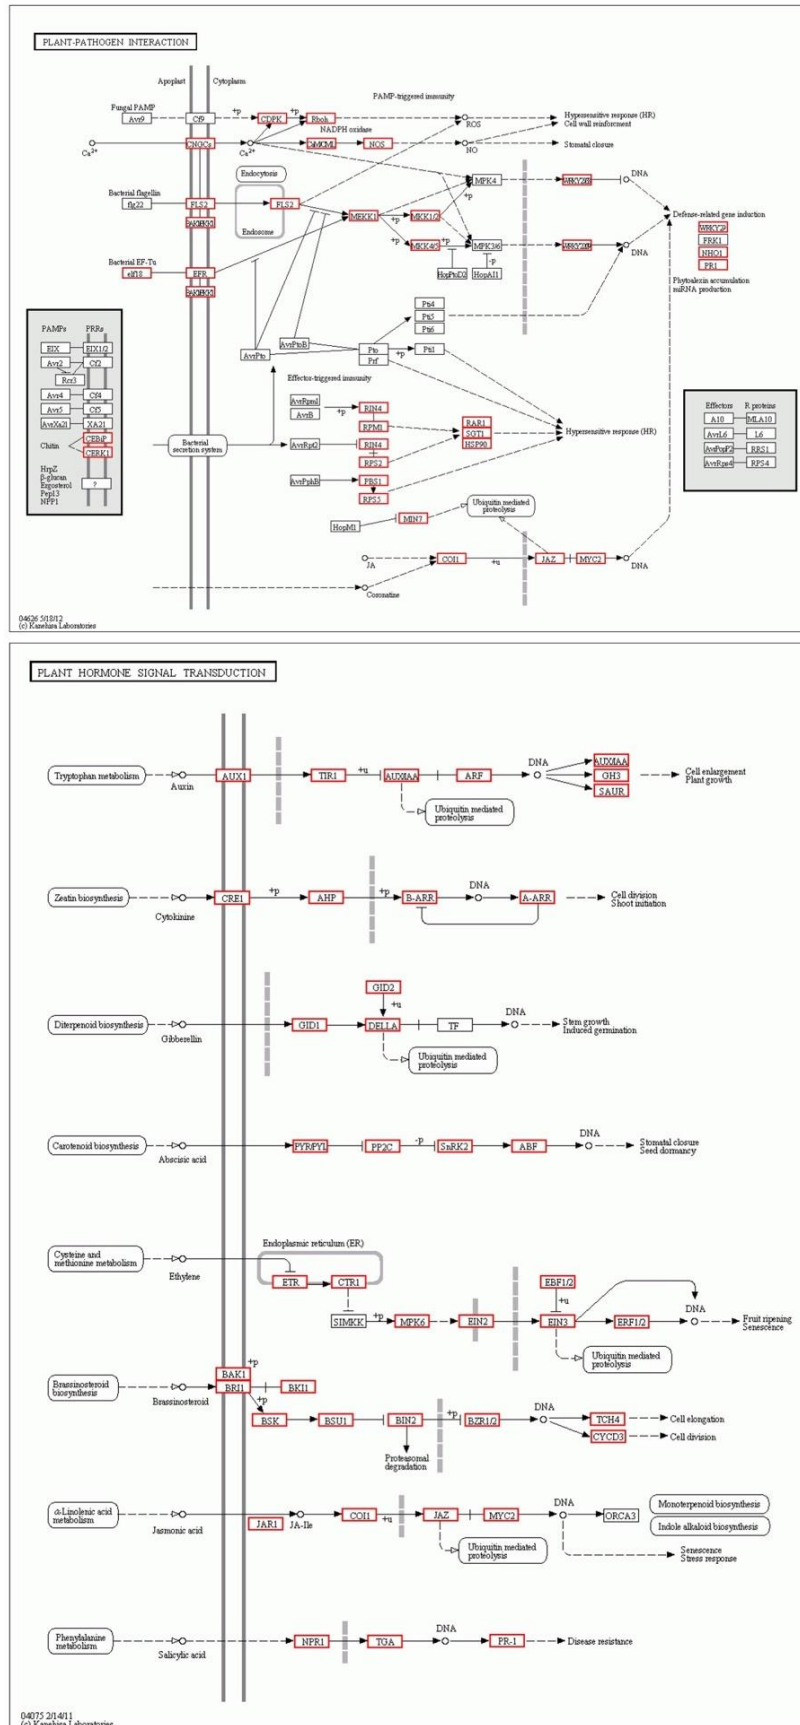 PLANT-PATHOGEN INTERACTION
Apoplast Cytoplasm
PAMP-triggered immunity
Fungal PAMP
Avr9 Cf9 +p CDPK +p Rboh ROS
Hypersensitive response (HR)
Cell wall reinforcement
NADPH oxidase
Ca2+ CNGCs Ca2+ CaMCML NOS NO Stomatal closure
Endocytosis
MPK4 DNA
Bacterial flagellin
flg22 FLS2 FLS2
MEKK1 +p MKK1/2 +p
Defense-related gene induction
WRKY29
FRK1
NHO1
PR1
Endosome
+p MKK4/5 +p MPK3/6 DNA
-p
HopPtoD2 HopAI1
Bacterial EF-Tu
elf18 EFR
Phytoalexin accumulation
miRNA production
Pti4
Pti5
Pti6
PAMPs PRRs
EIX EIX1/2
Avr2 Cf2
Rcr3
Avr4 Cf4
Avr5 Cf5
AvrXa21 XA21
Chitin CEBiP
CERK1
HrpZ
β-glucan
Ergosterol
Pep13
NPP1
?
AvrPto AvrPtoB Pto +p Pti1
Prf
Effector-triggered immunity
AvrRpm1
AvrB
+p RIN4
RPM1
Bacterial
secretion system
AvrRpt2 RIN4
RPS2
RAR1
SGT1
HSP90
Hypersensitive response (HR)
AvrPphB PBS1
RPS5
Effectors R proteins
A10 MLA10
AvrL6 L6
AvrPopP2 RRS1
AvrRps4 RPS4
HopM1 MIN7
Ubiquitin mediated
proteolysis
JA COI1 +u JAZ MYC2 DNA
Coronatine
04626 5/18/12
(c) Kanehisa Laboratories
PLANT HORMONE SIGNAL TRANSDUCTION
Tryptophan metabolism Auxin AUX1 TIR1 +u AUX/IAA ARF DNA
AUX/IAA
GH3
SAUR
Cell enlargement
Plant growth
Ubiquitin mediated
proteolysis
Zeatin biosynthesis Cytokinine CRE1 +p AHP +p B-ARR DNA A-ARR
Cell division
Shoot initiation
GID2
+u
Diterpenoid biosynthesis Gibberellin GID1 DELLA TF DNA
Stem growth
Induced germination
Ubiquitin mediated
proteolysis
Carotenoid biosynthesis Abscisic acid PYR/PYL PP2C -p SnRK2 ABF DNA
Stomatal closure
Seed dormancy
Endoplasmic reticulum (ER)
Cysteine and
methionine metabolism
Ethylene
ETR CTR1 EBF1/2
+u
SIMKK +p MPK6 EIN2 EIN3 ERF1/2 DNA
Fruit ripening
Senescence
Ubiquitin mediated
proteolysis
Brassinosteroid
biosynthesis
Brassinosteroid
BAK1 +p
BRI1 BKI1
+p
BSK BSU1 BIN2 +p BZR1/2 DNA
TCH4 Cell elongation
CYCD3 Cell division
Proteasomal
degradation
α-Linolenic acid
metabolism
Jasmonic acid JAR1 JA-Ile COI1 +u JAZ MYC2 DNA ORCA3
Monoterpenoid biosynthesis
Indole alkaloid biosynthesis
Ubiquitin mediated
proteolysis
Senescence
Stress response
Phenylalanine
metabolism
Salicylic acid NPR1 TGA DNA PR-1 Disease resistance
04075 2/14/11
(c) Kanehisa Laboratories